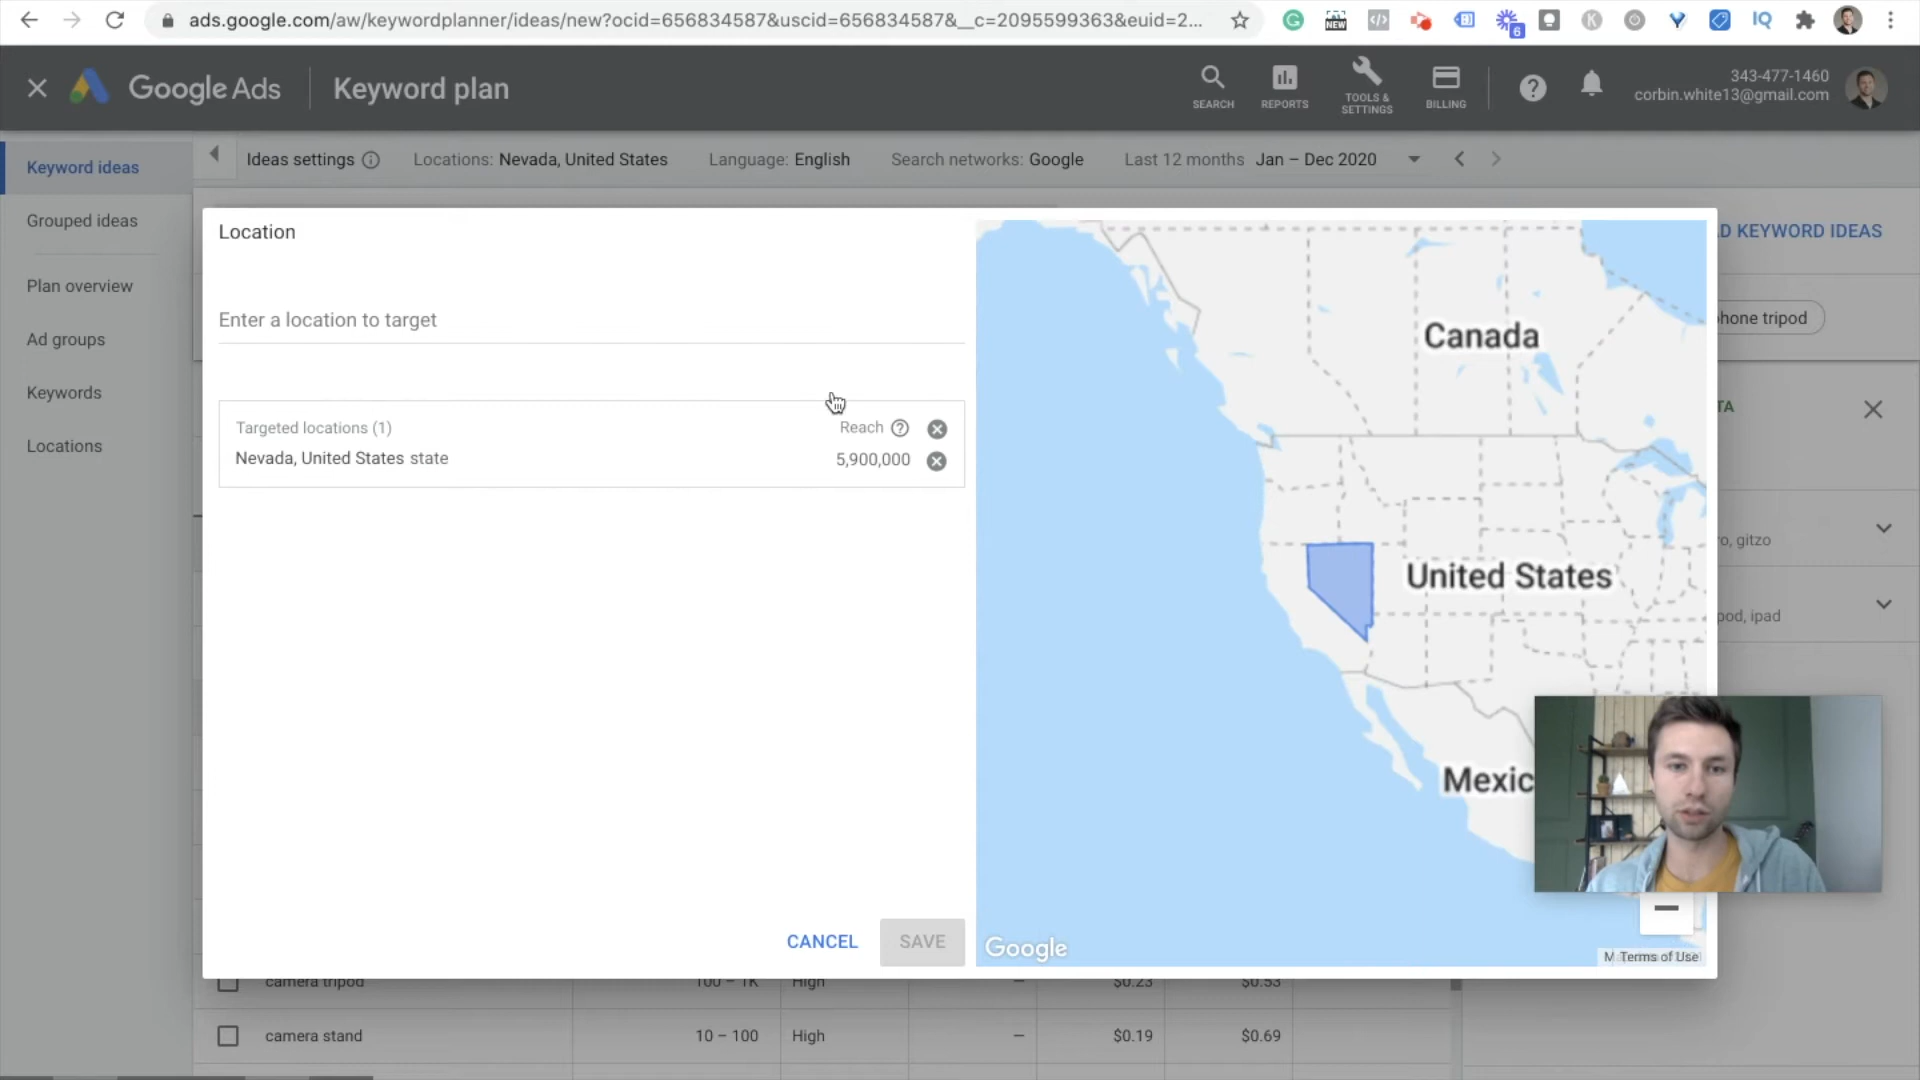 ads.google.com/aw/keywordplanner/ideas/new?ocid=656834587&uscid=656834587&__c=2095599363&euid=2...
NEW
6
K
IQ
Google Ads
Keyword plan
SEARCH
REPORTS
TOOLS &
SETTINGS
BILLING
343-477-1460
corbin.white13@gmail.com
Keyword ideas
Grouped ideas
Plan overview
Ad groups
Keywords
Locations
Ideas settings
Locations: Nevada, United States
Language: English
Search networks: Google
Last 12 months Jan – Dec 2020
Location
Enter a location to target
Targeted locations (1)
Reach
Nevada, United States state
5,900,000
CANCEL
SAVE
Canada
United States
Mexic
Google
M Terms of Use
D KEYWORD IDEAS
phone tripod
TA
ro, gitzo
pod, ipad
camera tripod
100 – 1K
High
—
$0.23
$0.53
camera stand
10 – 100
High
—
$0.19
$0.69